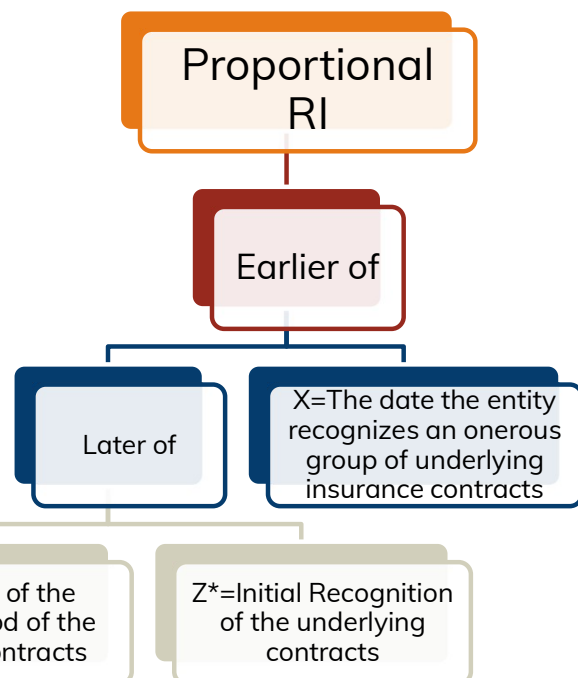 Proportional
RI
Earlier of
Later of
X=The date the entity
recognizes an onerous
group of underlying
insurance contracts
of the
of the
Z*=Initial Recognition
of the underlying
contracts